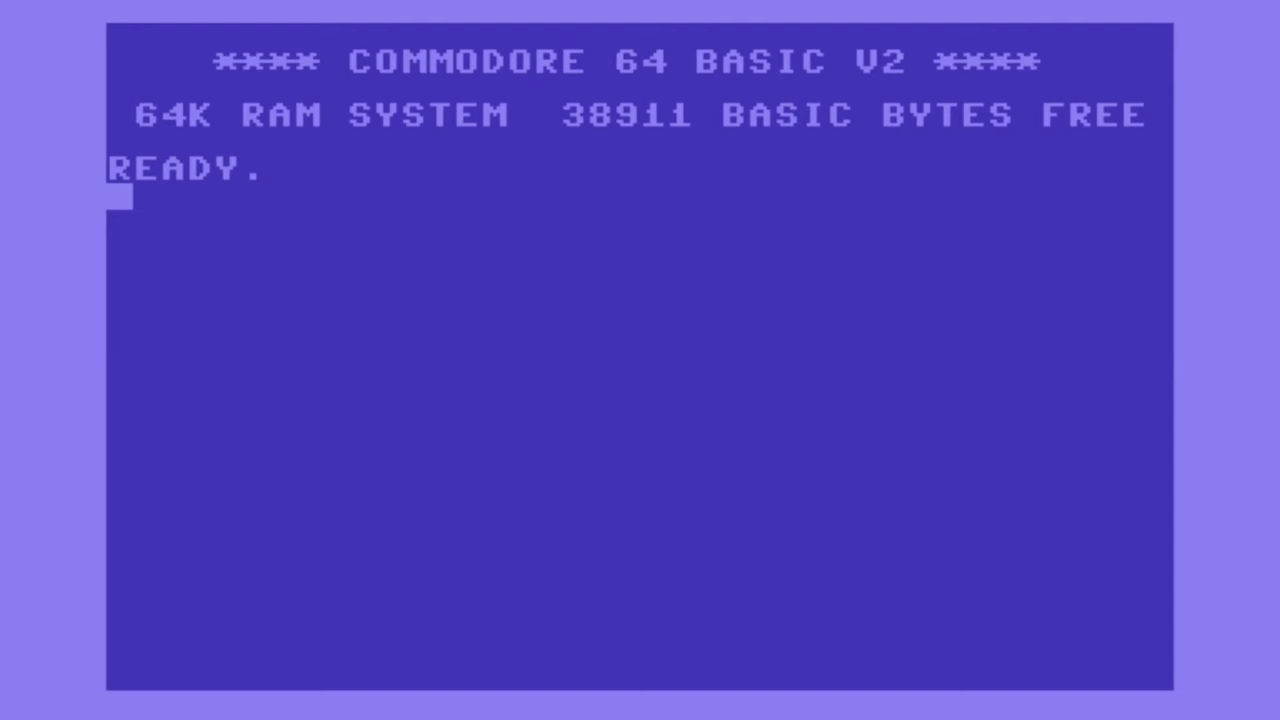 **** COMMODORE 64 BASIC V2 ****
64K RAM SYSTEM  38911 BASIC BYTES FREE
READY.